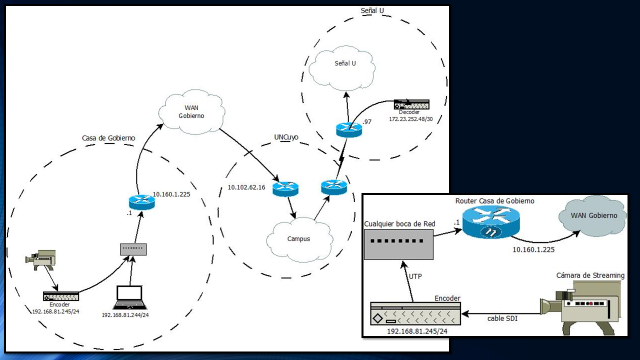 Señal U
Señal U
Decoder
172.23.252.48/30
.97
WAN
Gobierno
Casa de Gobierno
UNCuyo
10.160.1.225
.1
10.102.62.16
Campus
Encoder
192.168.81.245/24
192.168.81.244/24
Router Casa de Gobierno
WAN Gobierno
Cualquier boca de Red
.1
10.160.1.225
UTP
Cámara de Streaming
Encoder
cable SDI
192.168.81.245/24